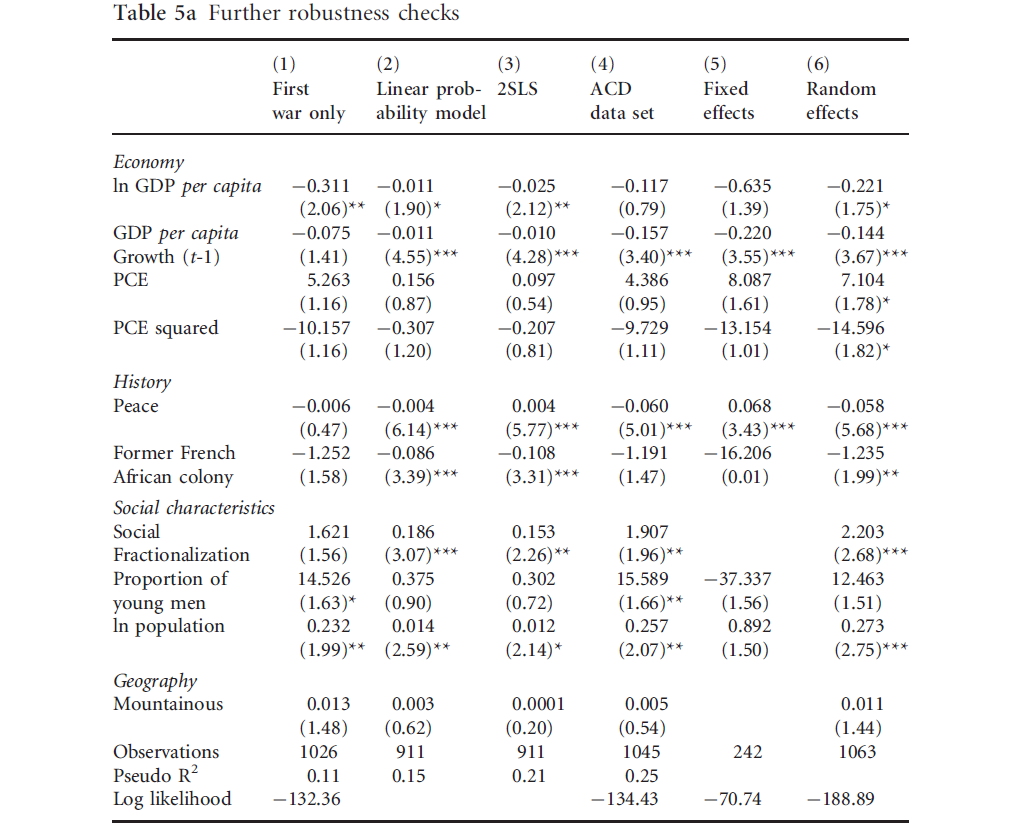 Table 5a Further robustness checks
(1) (2) (3) (4) (5) (6)
First Linear prob- 2SLS ACD Fixed Random
war only ability model data set effects effects
Economy
ln GDP per capita −0.311 −0.011 −0.025 −0.117 −0.635 −0.221
(2.06)** (1.90)* (2.12)** (0.79) (1.39) (1.75)*
GDP per capita −0.075 −0.011 −0.010 −0.157 −0.220 −0.144
Growth (t-1) (1.41) (4.55)*** (4.28)*** (3.40)*** (3.55)*** (3.67)***
PCE 5.263 0.156 0.097 4.386 8.087 7.104
(1.16) (0.87) (0.54) (0.95) (1.61) (1.78)*
PCE squared −10.157 −0.307 −0.207 −9.729 −13.154 −14.596
(1.16) (1.20) (0.81) (1.11) (1.01) (1.82)*
History
Peace −0.006 −0.004 0.004 −0.060 0.068 −0.058
(0.47) (6.14)*** (5.77)*** (5.01)*** (3.43)*** (5.68)***
Former French −1.252 −0.086 −0.108 −1.191 −16.206 −1.235
African colony (1.58) (3.39)*** (3.31)*** (1.47) (0.01) (1.99)**
Social characteristics
Social 1.621 0.186 0.153 1.907 2.203
Fractionalization (1.56) (3.07)*** (2.26)** (1.96)** (2.68)***
Proportion of 14.526 0.375 0.302 15.589 −37.337 12.463
young men (1.63)* (0.90) (0.72) (1.66)** (1.56) (1.51)
ln population 0.232 0.014 0.012 0.257 0.892 0.273
(1.99)** (2.59)** (2.14)* (2.07)** (1.50) (2.75)***
Geography
Mountainous 0.013 0.003 0.0001 0.005 0.011
(1.48) (0.62) (0.20) (0.54) (1.44)
Observations 1026 911 911 1045 242 1063
Pseudo R² 0.11 0.15 0.21 0.25
Log likelihood −132.36 −134.43 −70.74 −188.89